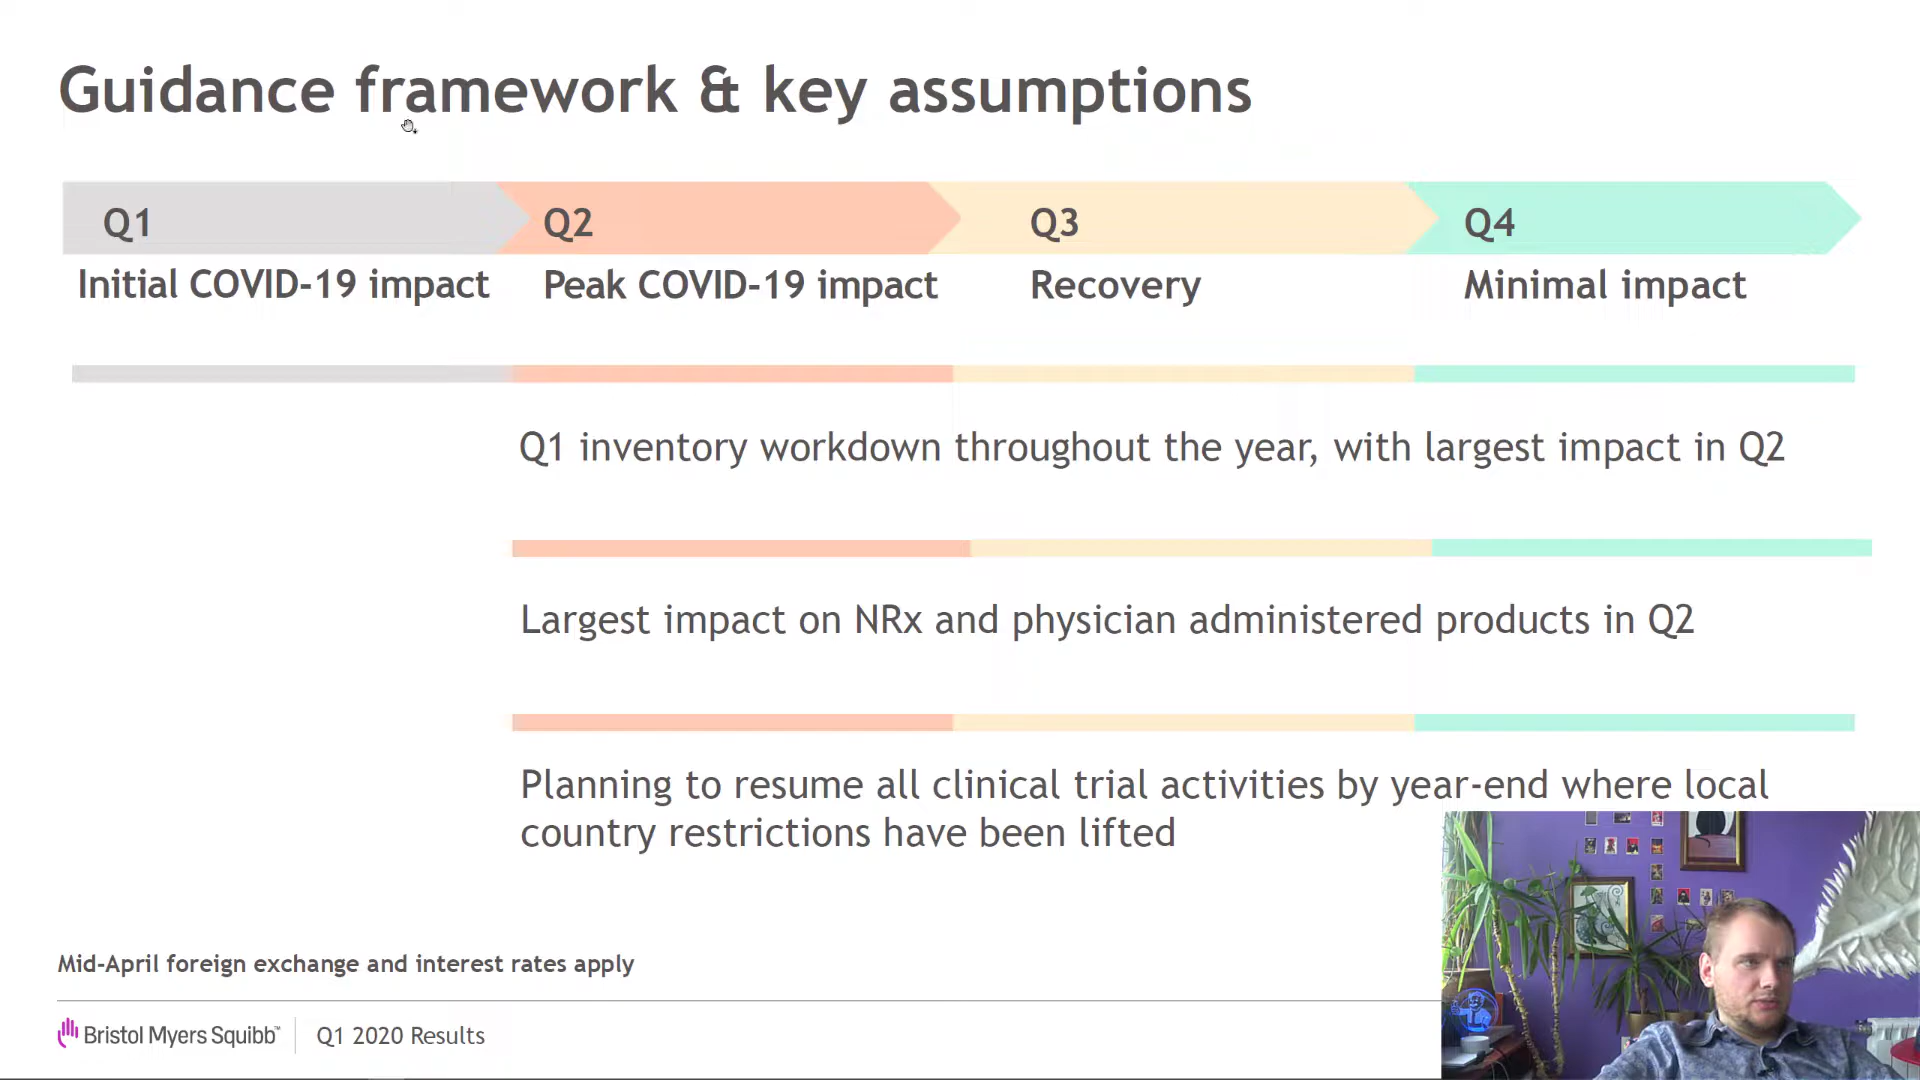 Guidance framework & key assumptions
Q1
Q2
Q3
Q4
Initial COVID-19 impact
Peak COVID-19 impact
Recovery
Minimal impact
Q1 inventory workdown throughout the year, with largest impact in Q2
Largest impact on NRx and physician administered products in Q2
Planning to resume all clinical trial activities by year-end where local
country restrictions have been lifted
Mid-April foreign exchange and interest rates apply
Bristol Myers Squibb™
Q1 2020 Results